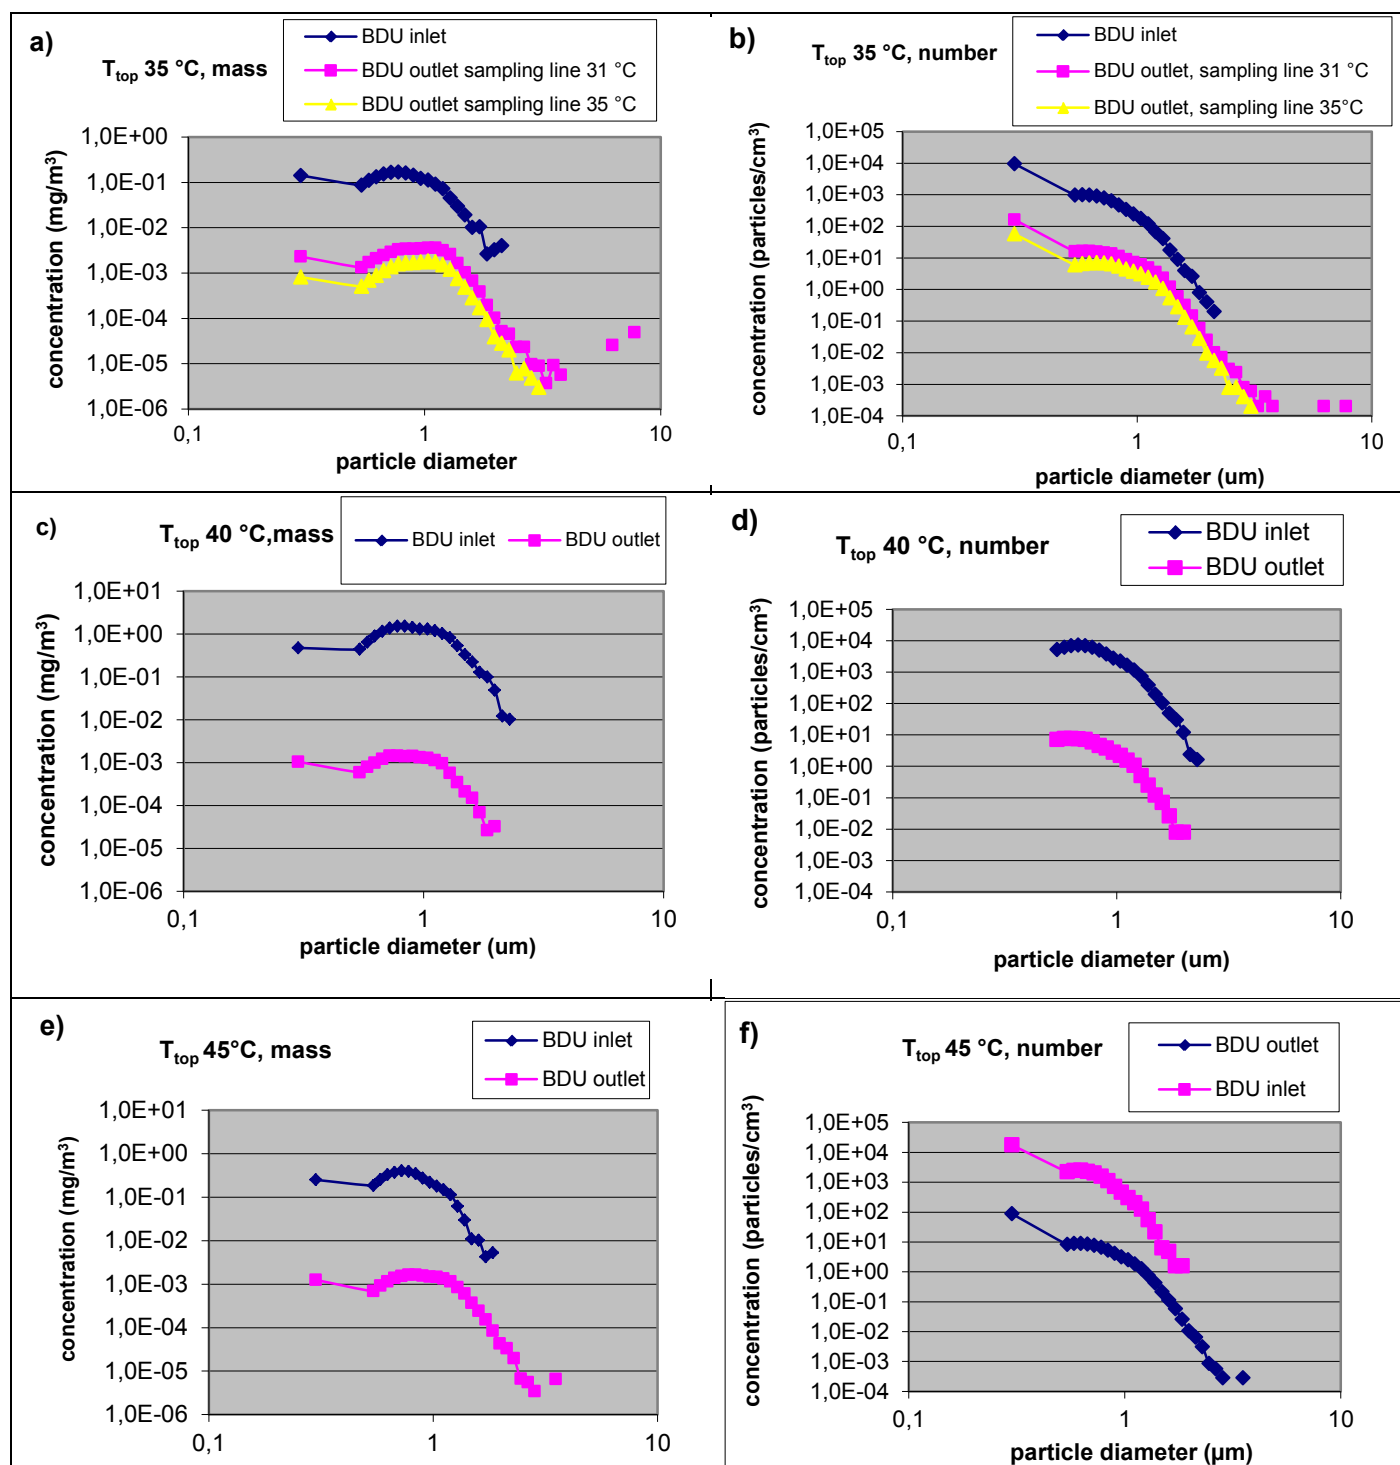 a)
T_top 35 °C, mass
BDU inlet
BDU outlet sampling line 31 °C
BDU outlet sampling line 35 °C
concentration (mg/m³)
1,0E+00
1,0E-01
1,0E-02
1,0E-03
1,0E-04
1,0E-05
1,0E-06
0,1 1 10
particle diameter
b)
T_top 35 °C, number
BDU inlet
BDU outlet, sampling line 31 °C
BDU outlet, sampling line 35°C
concentration (particles/cm³)
1,0E+05
1,0E+04
1,0E+03
1,0E+02
1,0E+01
1,0E+00
1,0E-01
1,0E-02
1,0E-03
1,0E-04
0,1 1 10
particle diameter (um)
c)
T_top 40 °C,mass
BDU inlet BDU outlet
concentration (mg/m³)
1,0E+01
1,0E+00
1,0E-01
1,0E-02
1,0E-03
1,0E-04
1,0E-05
1,0E-06
0,1 1 10
particle diameter (um)
d)
T_top 40 °C, number
BDU inlet
BDU outlet
concentration (particles/cm³)
1,0E+05
1,0E+04
1,0E+03
1,0E+02
1,0E+01
1,0E+00
1,0E-01
1,0E-02
1,0E-03
1,0E-04
0,1 1 10
particle diameter (um)
e)
T_top 45°C, mass
BDU inlet
BDU outlet
concentration (mg/m³)
1,0E+01
1,0E+00
1,0E-01
1,0E-02
1,0E-03
1,0E-04
1,0E-05
1,0E-06
0,1 1 10
f)
T_top 45 °C, number
BDU outlet
BDU inlet
concentration (particles/cm³)
1,0E+05
1,0E+04
1,0E+03
1,0E+02
1,0E+01
1,0E+00
1,0E-01
1,0E-02
1,0E-03
1,0E-04
0,1 1 10
particle diameter (µm)